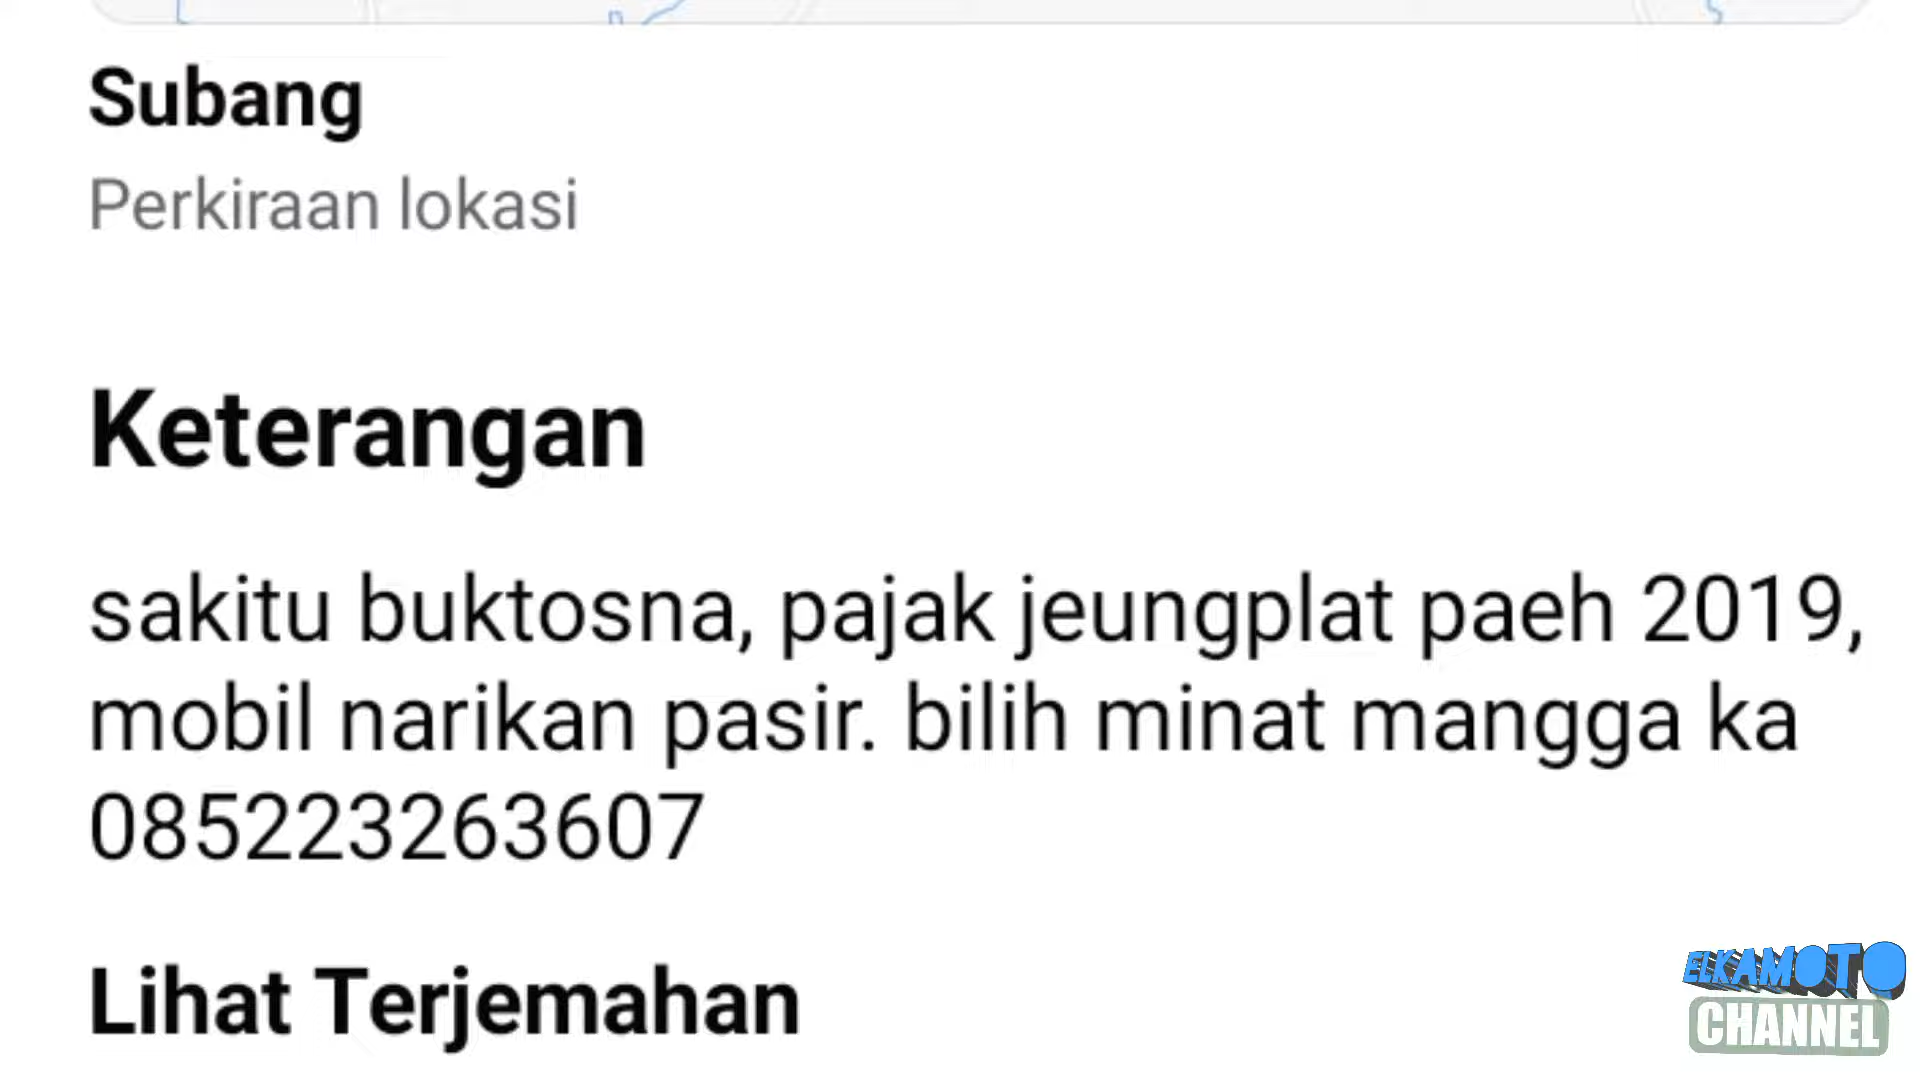 Subang
Perkiraan lokasi
Keterangan
sakitu buktosna, pajak jeungplat paeh 2019,
mobil narikan pasir. bilih minat mangga ka
085223263607
Lihat Terjemahan
ELKAMOTO
CHANNEL